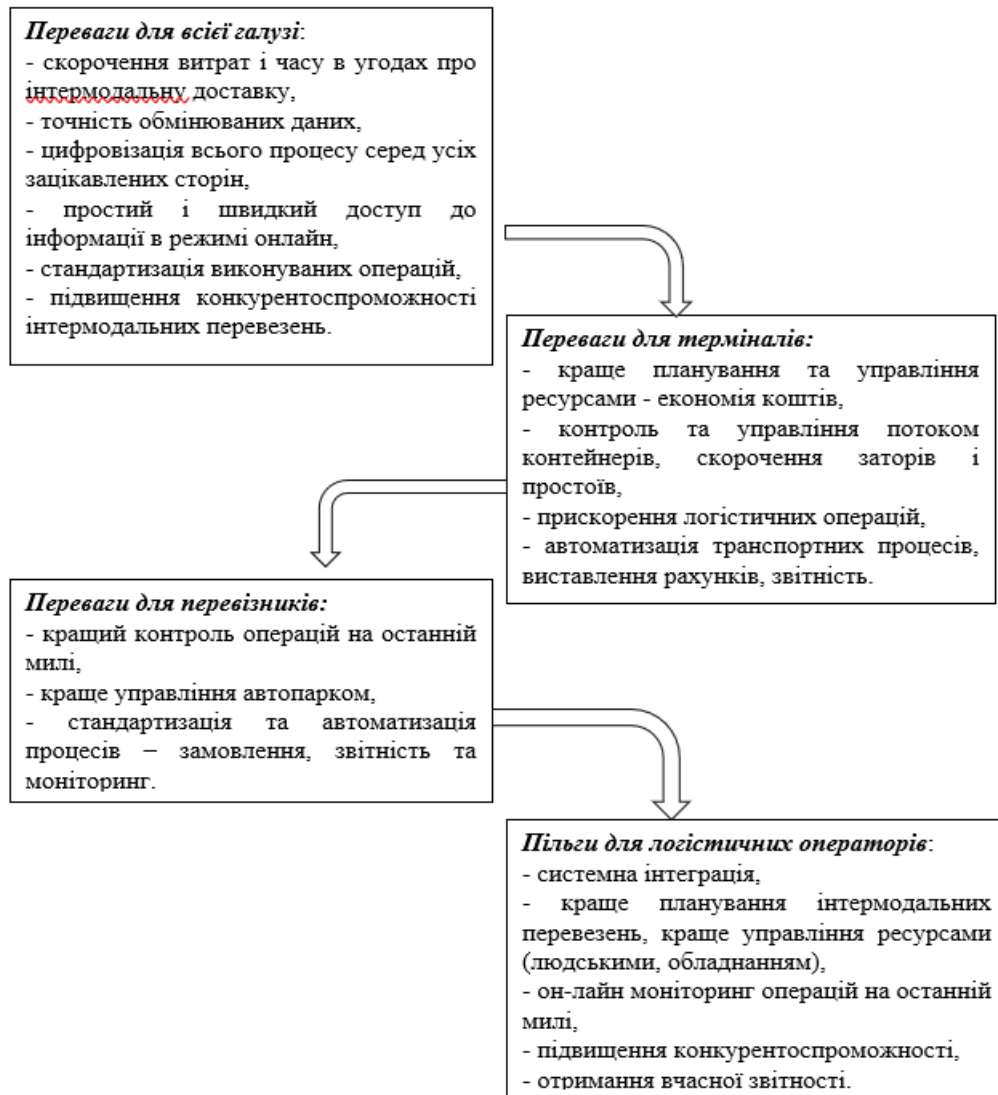 Переваги для всієї галузі:
- скорочення витрат і часу в угодах про
інтермодальну доставку,
- точність обмінюваних даних,
- цифровізація всього процесу серед усіх
зацікавлених сторін,
- простий і швидкий доступ до
інформації в режимі онлайн,
- стандартизація виконуваних операцій,
- підвищення конкурентоспроможності
інтермодальних перевезень.
Переваги для терміналів:
- краще планування та управління
ресурсами - економія коштів,
- контроль та управління потоком
контейнерів, скорочення заторів і
простоїв,
- прискорення логістичних операцій,
- автоматизація транспортних процесів,
виставлення рахунків, звітність.
Переваги для перевізників:
- кращий контроль операцій на останній
милі,
- краще управління автопарком,
- стандартизація та автоматизація
процесів – замовлення, звітність та
моніторинг.
Пільги для логістичних операторів:
- системна інтеграція,
- краще планування інтермодальних
перевезень, краще управління ресурсами
(людськими, обладнанням),
- он-лайн моніторинг операцій на останній
милі,
- підвищення конкурентоспроможності,
- отримання вчасної звітності.